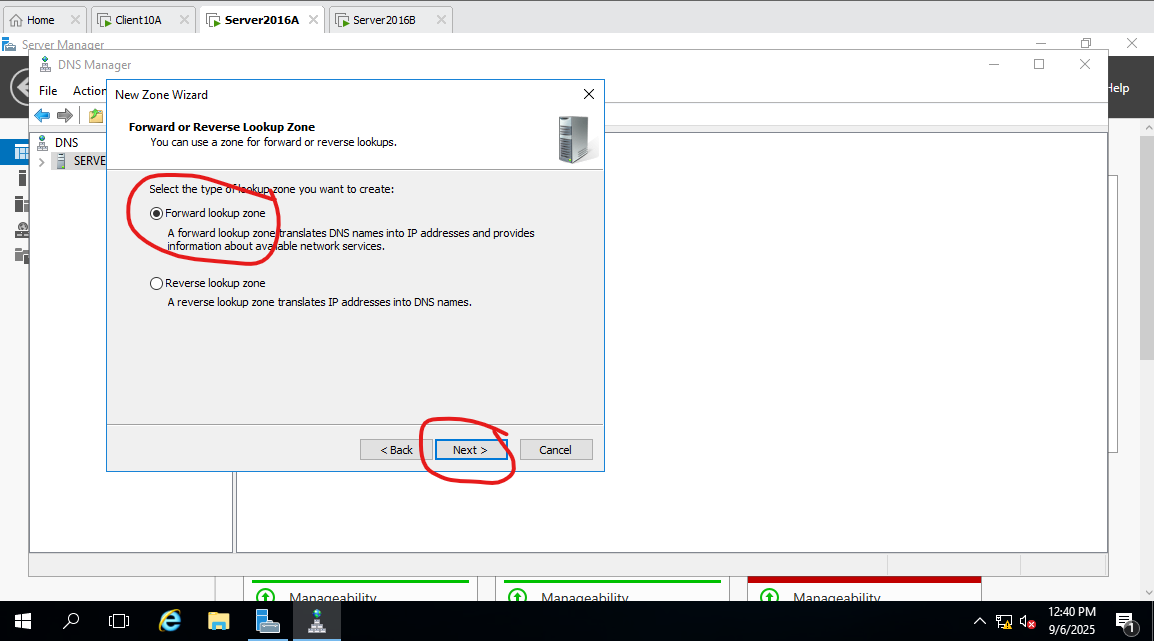 Home
Client10A
Server2016A
Server2016B
Server Manager
DNS Manager
Help
File Action
New Zone Wizard
Forward or Reverse Lookup Zone
You can use a zone for forward or reverse lookups.
DNS
SERVE
Select the type of lookup zone you want to create:
Forward lookup zone
A forward lookup zone translates DNS names into IP addresses and provides
information about available network services.
Reverse lookup zone
A reverse lookup zone translates IP addresses into DNS names.
< Back
Next >
Cancel
Manageability
Manageability
Manageability
12:40 PM
9/6/2025
1